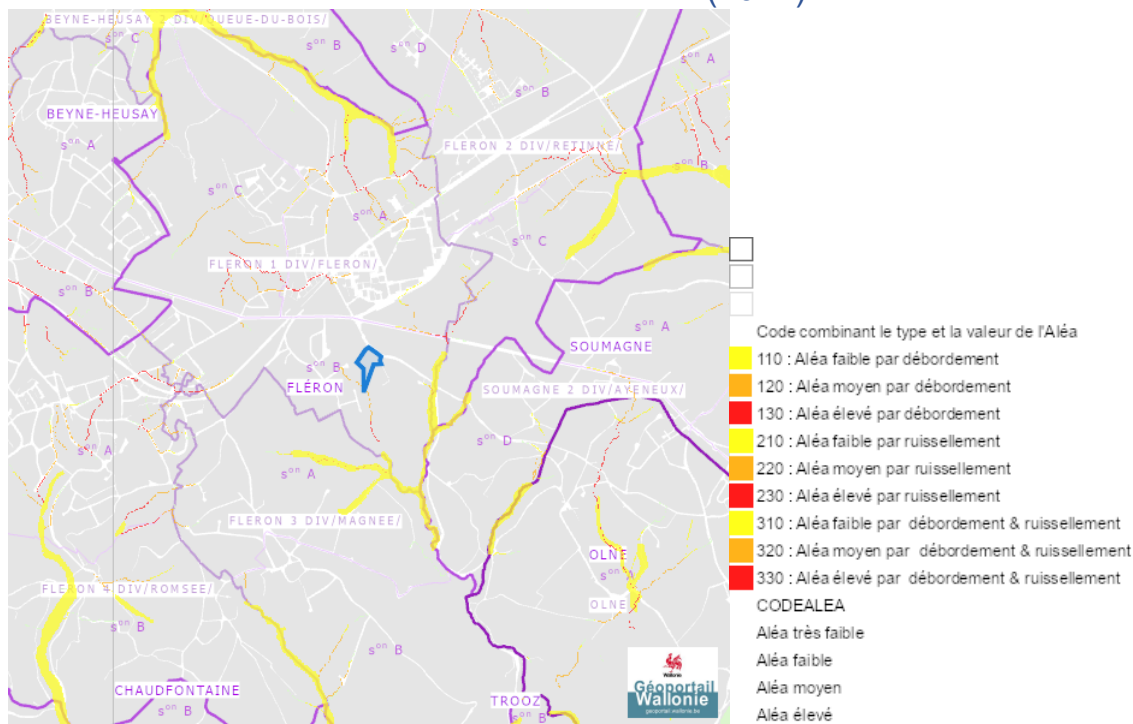 BEYNE-HEUSAY 2 DIV/QUEUE-DU-BOIS/
sᵒⁿ C
sᵒⁿ B
sᵒⁿ D
sᵒⁿ B
BEYNE-HEUSAY
sᵒⁿ A
FLERON 2 DIV/RETINNE/
sᵒⁿ B
sᵒⁿ C
sᵒⁿ A
sᵒⁿ C
FLERON 1 DIV/FLERON/
sᵒⁿ B
sᵒⁿ A
SOUMAGNE
sᵒⁿ B
FLÉRON
SOUMAGNE 2 DIV/AYENEUX/
sᵒⁿ A
sᵒⁿ D
sᵒⁿ A
FLERON 3 DIV/MAGNEE/
OLNE
sᵒⁿ A
FLERON 4 DIV/ROMSEE/
OLNE
sᵒⁿ B
sᵒⁿ B
CHAUDFONTAINE
sᵒⁿ B
TROOZ
sᵒⁿ B
Wallonie
Géoportail
Wallonie
geoportail.wallonie.be
Code combinant le type et la valeur de l'Aléa
110 : Aléa faible par débordement
120 : Aléa moyen par débordement
130 : Aléa élevé par débordement
210 : Aléa faible par ruissellement
220 : Aléa moyen par ruissellement
230 : Aléa élevé par ruissellement
310 : Aléa faible par débordement & ruissellement
320 : Aléa moyen par débordement & ruissellement
330 : Aléa élevé par débordement & ruissellement
CODEALEA
Aléa très faible
Aléa faible
Aléa moyen
Aléa élevé